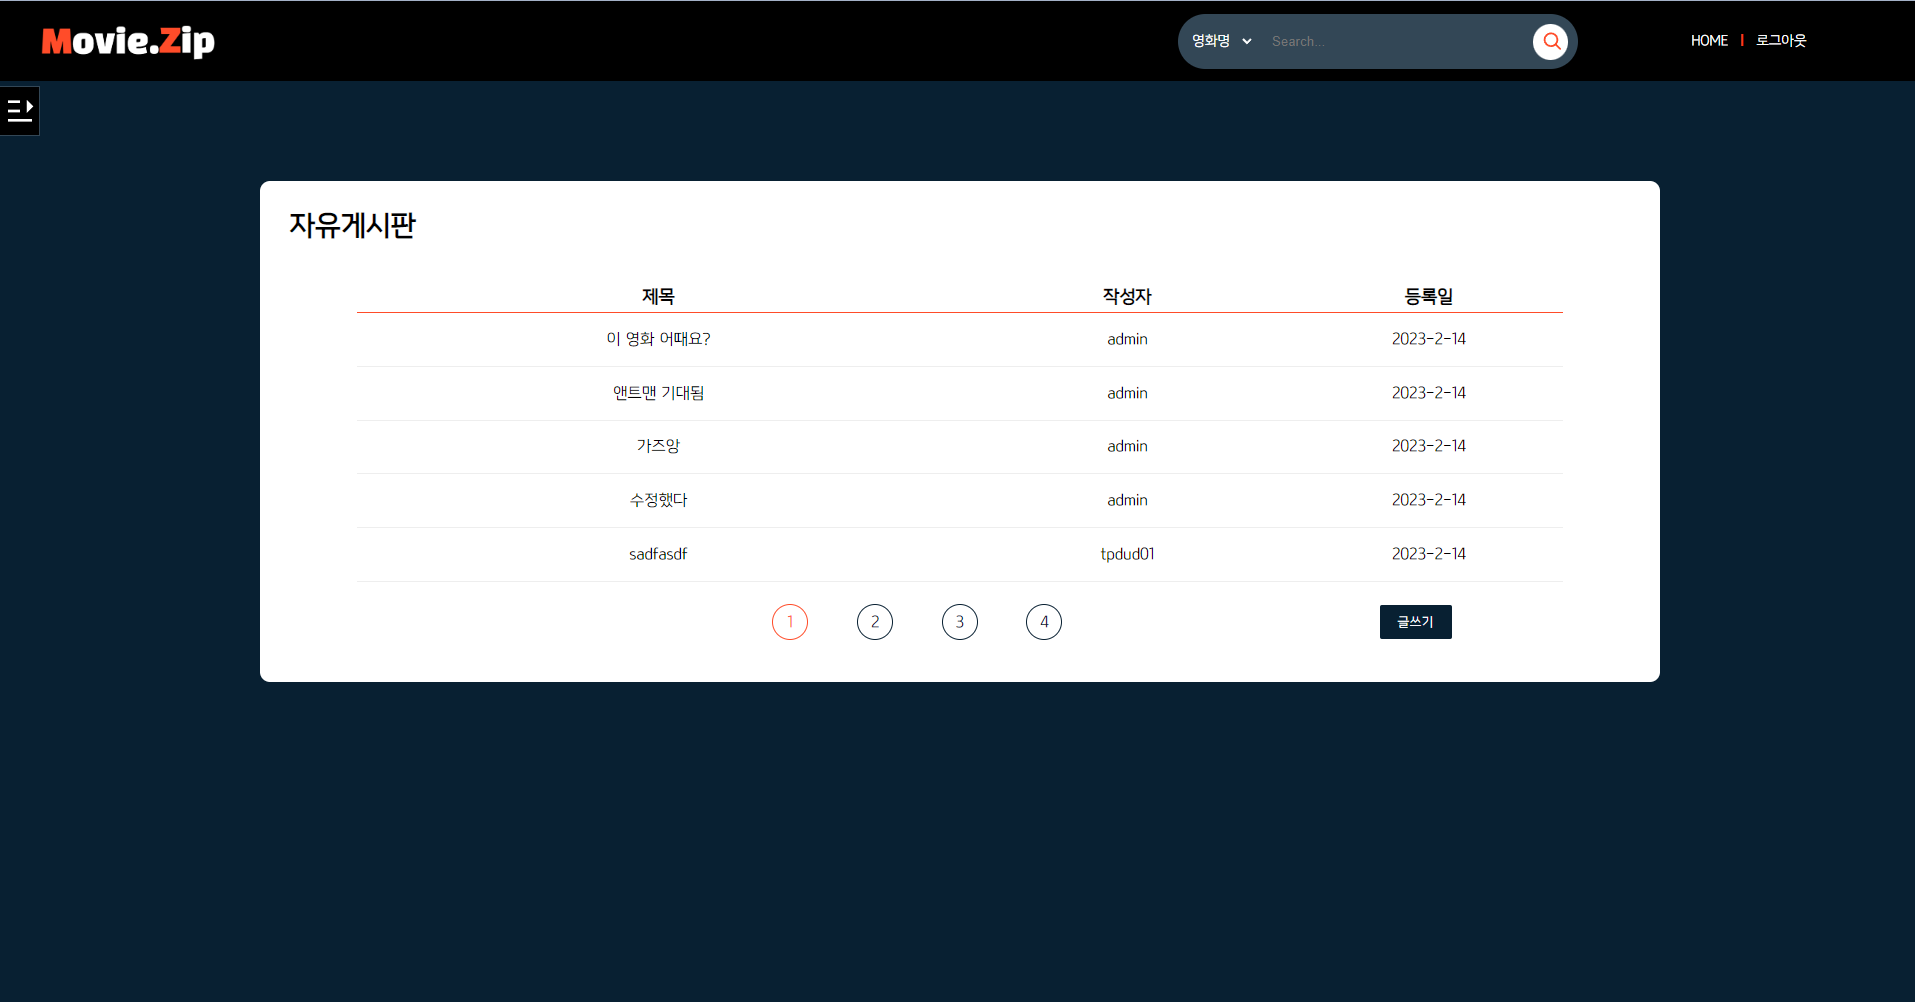 Movie.Zip
영화명 Search... HOME | 로그아웃
자유게시판
제목 작성자 등록일
이 영화 어때요? admin 2023-2-14
앤트맨 기대됨 admin 2023-2-14
가즈앙 admin 2023-2-14
수정했다 admin 2023-2-14
sadfasdf tpdud01 2023-2-14
1 2 3 4 글쓰기